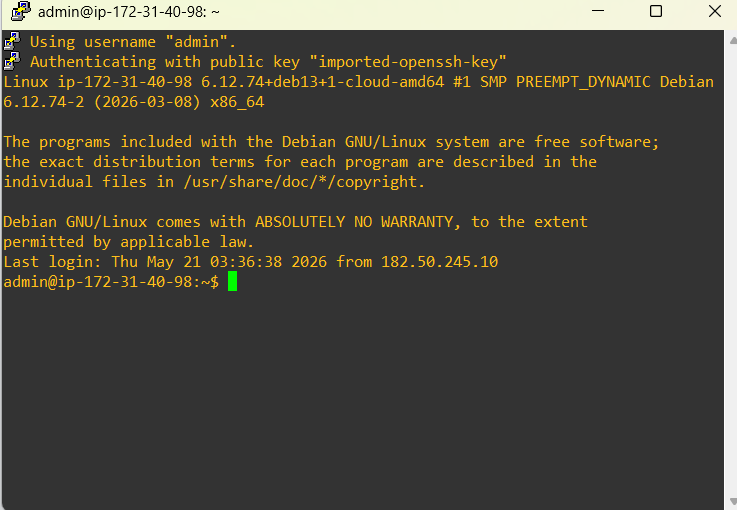 admin@ip-172-31-40-98: ~
Using username "admin".
Authenticating with public key "imported-openssh-key"
Linux ip-172-31-40-98 6.12.74+deb13+1-cloud-amd64 #1 SMP PREEMPT_DYNAMIC Debian
6.12.74-2 (2026-03-08) x86_64
The programs included with the Debian GNU/Linux system are free software;
the exact distribution terms for each program are described in the
individual files in /usr/share/doc/*/copyright.
Debian GNU/Linux comes with ABSOLUTELY NO WARRANTY, to the extent
permitted by applicable law.
Last login: Thu May 21 03:36:38 2026 from 182.50.245.10
admin@ip-172-31-40-98:~$